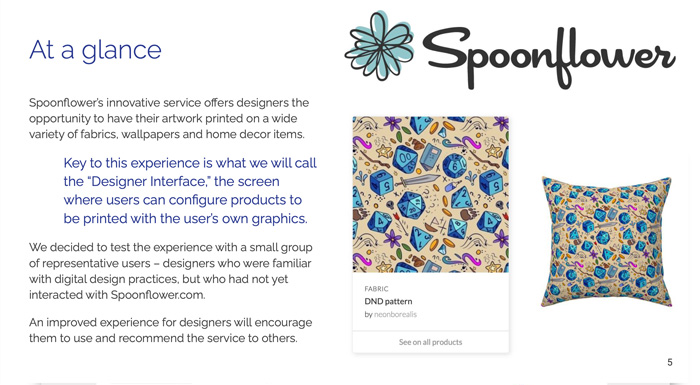 At a glance
Spoonflower
Spoonflower's innovative service offers designers the
opportunity to have their artwork printed on a wide
variety of fabrics, wallpapers and home decor items.
Key to this experience is what we will call
the “Designer Interface,” the screen
where users can configure products to
be printed with the user's own graphics.
We decided to test the experience with a small group
of representative users – designers who were familiar
with digital design practices, but who had not yet
interacted with Spoonflower.com.
An improved experience for designers will encourage
them to use and recommend the service to others.
FABRIC
DND pattern
by neonborealis
See on all products
5